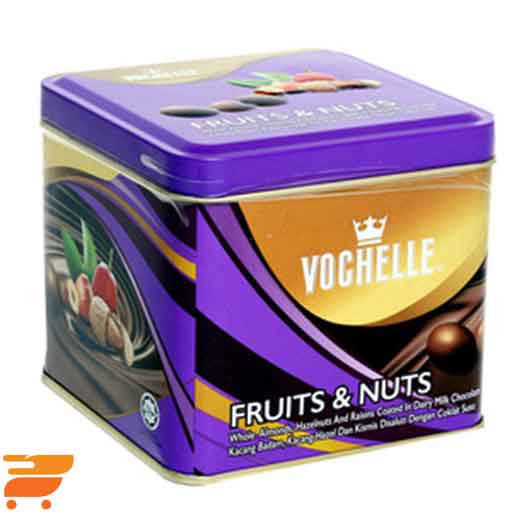 FRUITS & NUTS
VOCHELLE
FRUITS & NUTS
Whole Almonds, Hazelnuts And Raisins Coated In Dairy Milk Chocolate
Kacang Badam, Kacang Hazel Dan Kismis Disaluti Dengan Coklat Susu